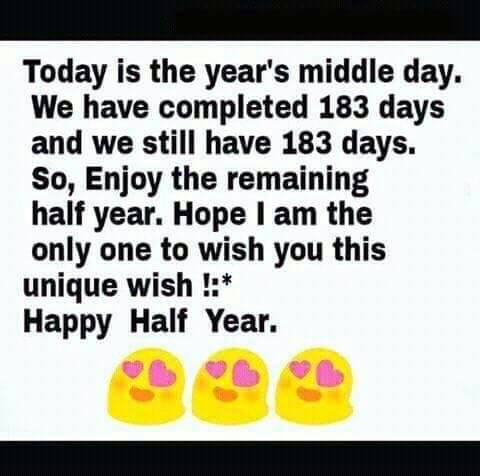 Today is the year's middle day.
We have completed 183 days
and we still have 183 days.
So, Enjoy the remaining
half year. Hope I am the
only one to wish you this
unique wish !:*
Happy Half Year.